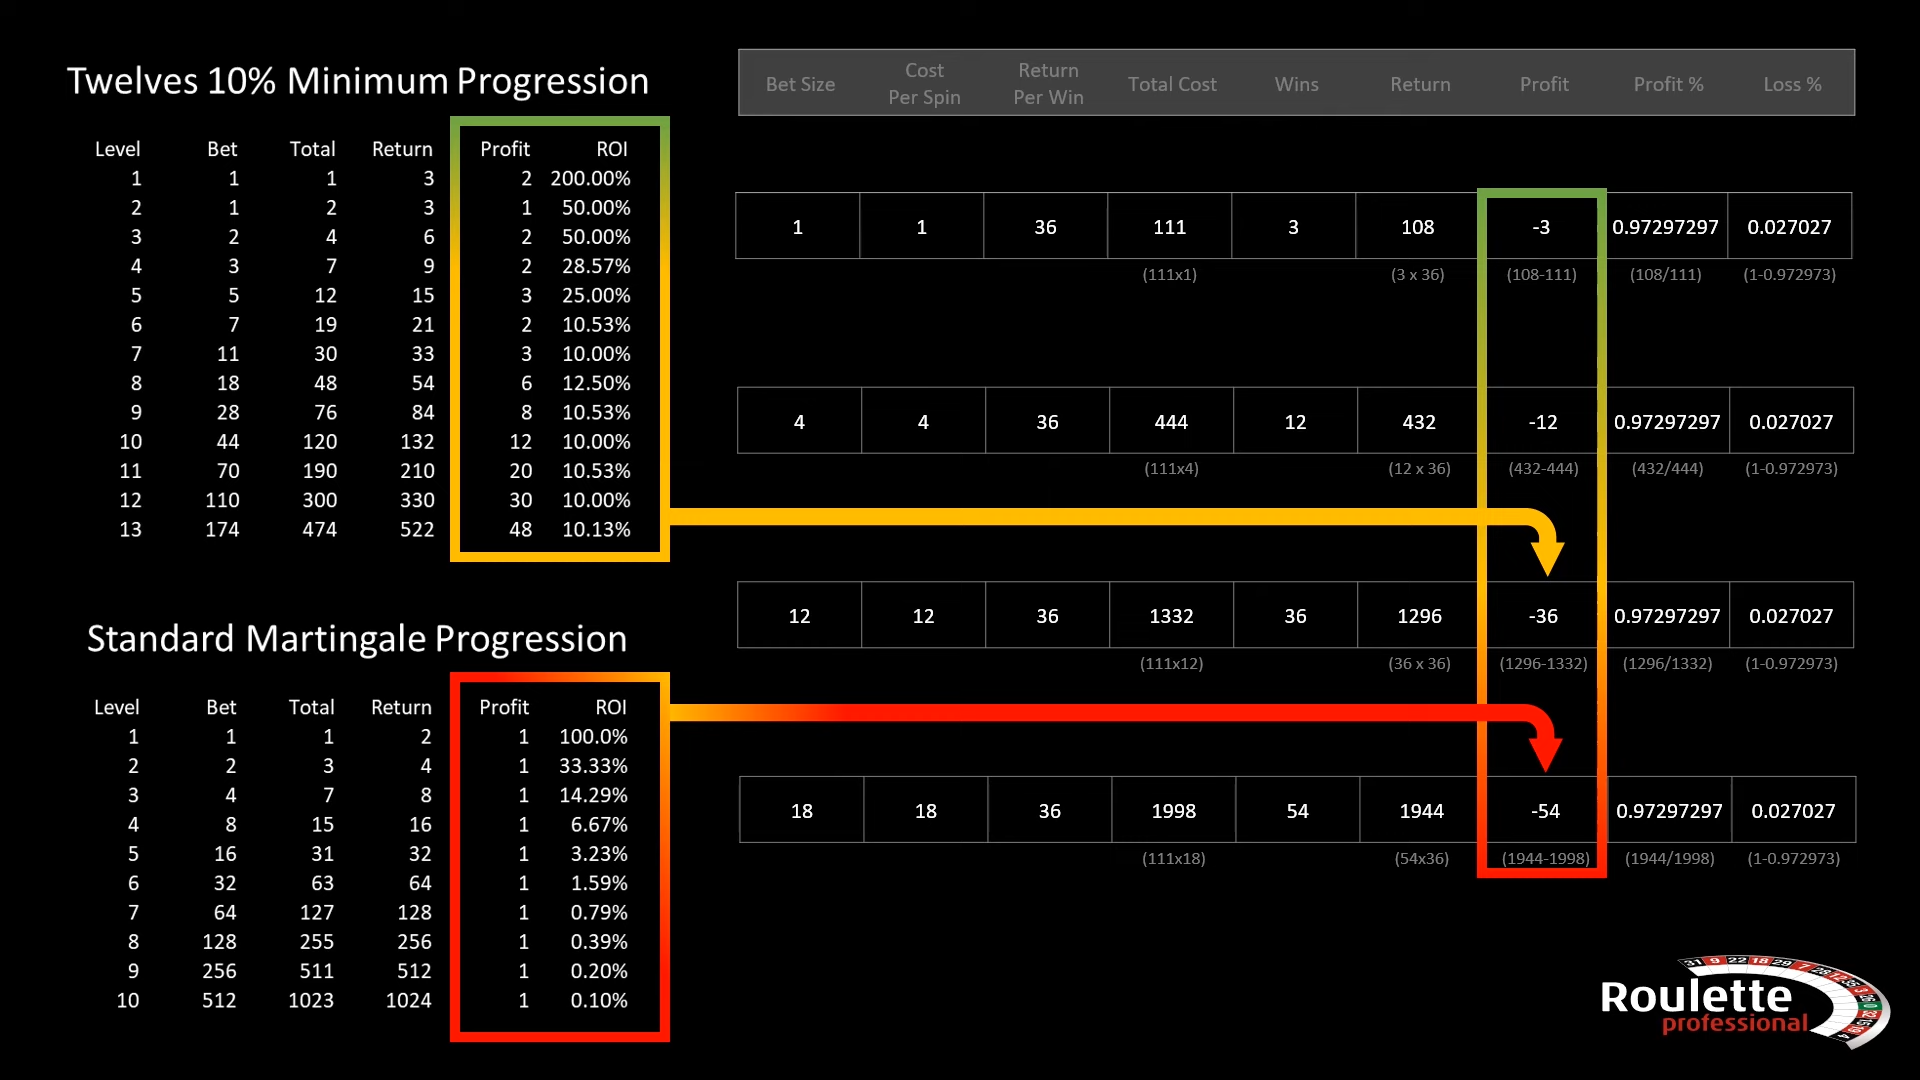 Twelves 10% Minimum Progression
Level Bet Total Return Profit ROI
1 1 1 3 2 200.00%
2 1 2 3 1 50.00%
3 2 4 6 2 50.00%
4 3 7 9 2 28.57%
5 5 12 15 3 25.00%
6 7 19 21 2 10.53%
7 11 30 33 3 10.00%
8 18 48 54 6 12.50%
9 28 76 84 8 10.53%
10 44 120 132 12 10.00%
11 70 190 210 20 10.53%
12 110 300 330 30 10.00%
13 174 474 522 48 10.13%
Standard Martingale Progression
Level Bet Total Return Profit ROI
1 1 1 2 1 100.0%
2 2 3 4 1 33.33%
3 4 7 8 1 14.29%
4 8 15 16 1 6.67%
5 16 31 32 1 3.23%
6 32 63 64 1 1.59%
7 64 127 128 1 0.79%
8 128 255 256 1 0.39%
9 256 511 512 1 0.20%
10 512 1023 1024 1 0.10%
Bet Size Cost Per Spin Return Per Win Total Cost Wins Return Profit Profit % Loss %
1 1 36 111 3 108 -3 0.97297297 0.027027
(111x1) (3 x 36) (108-111) (108/111) (1-0.972973)
4 4 36 444 12 432 -12 0.97297297 0.027027
(111x4) (12 x 36) (432-444) (432/444) (1-0.972973)
12 12 36 1332 36 1296 -36 0.97297297 0.027027
(111x12) (36 x 36) (1296-1332) (1296/1332) (1-0.972973)
18 18 36 1998 54 1944 -54 0.97297297 0.027027
(111x18) (54x36) (1944-1998) (1944/1998) (1-0.972973)
Roulette
professional